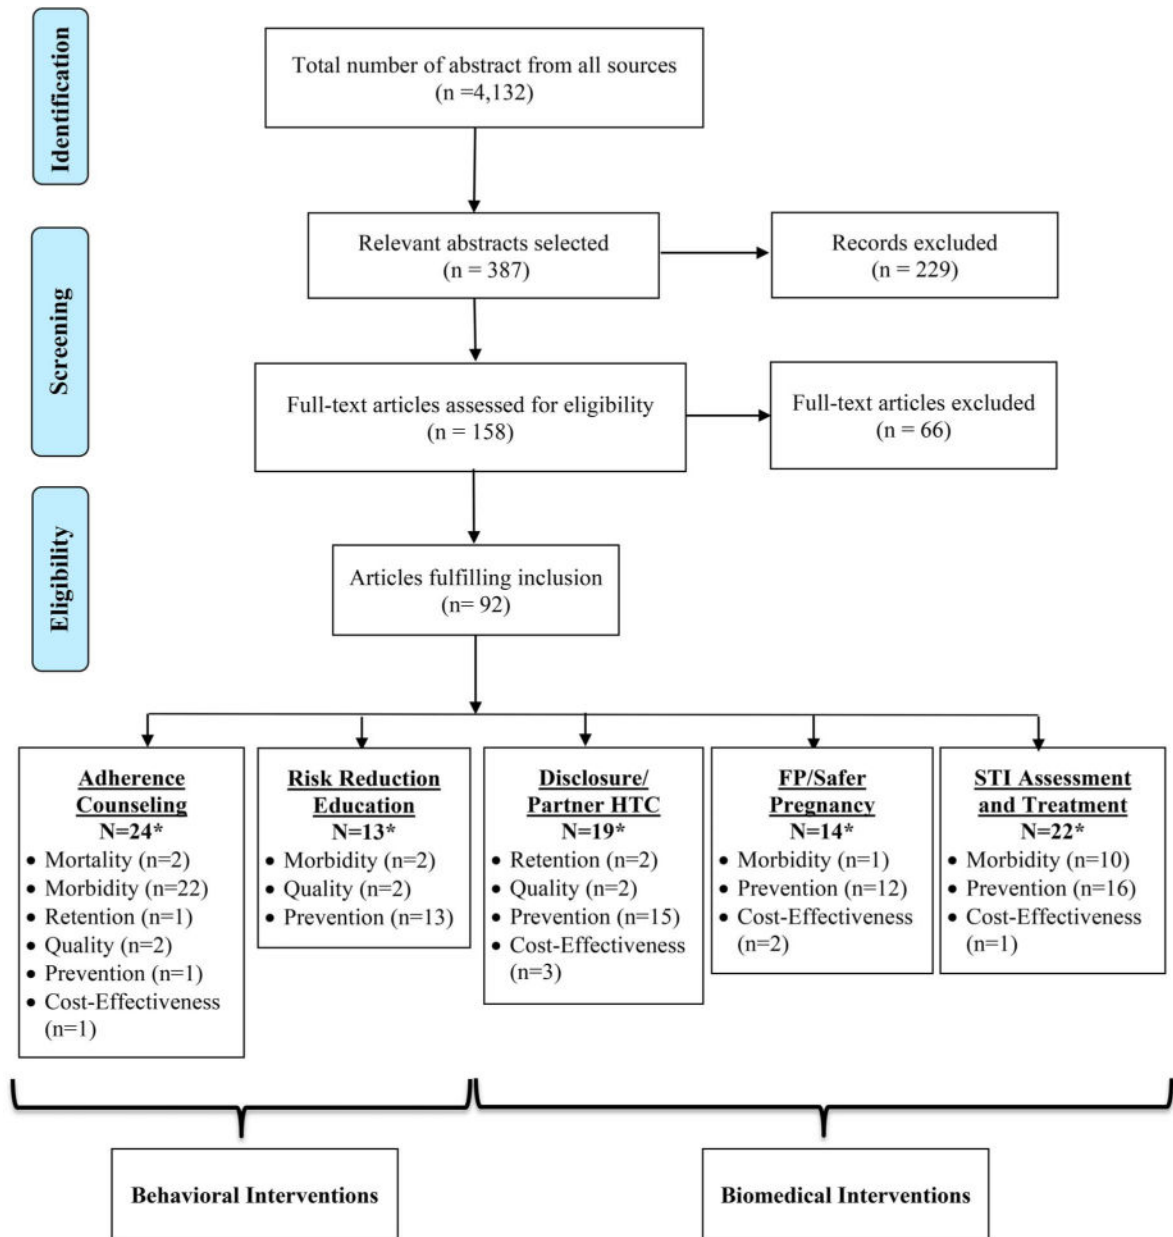 Identification
Total number of abstract from all sources
(n =4,132)
Screening
Relevant abstracts selected
(n = 387)
Records excluded
(n = 229)
Full-text articles assessed for eligibility
(n = 158)
Full-text articles excluded
(n = 66)
Eligibility
Articles fulfilling inclusion
(n= 92)
Adherence
Counseling
N=24*
• Mortality (n=2)
• Morbidity (n=22)
• Retention (n=1)
• Quality (n=2)
• Prevention (n=1)
• Cost-Effectiveness
(n=1)
Risk Reduction
Education
N=13*
• Morbidity (n=2)
• Quality (n=2)
• Prevention (n=13)
Disclosure/
Partner HTC
N=19*
• Retention (n=2)
• Quality (n=2)
• Prevention (n=15)
• Cost-Effectiveness
(n=3)
FP/Safer
Pregnancy
N=14*
• Morbidity (n=1)
• Prevention (n=12)
• Cost-Effectiveness
(n=2)
STI Assessment
and Treatment
N=22*
• Morbidity (n=10)
• Prevention (n=16)
• Cost-Effectiveness
(n=1)
Behavioral Interventions
Biomedical Interventions